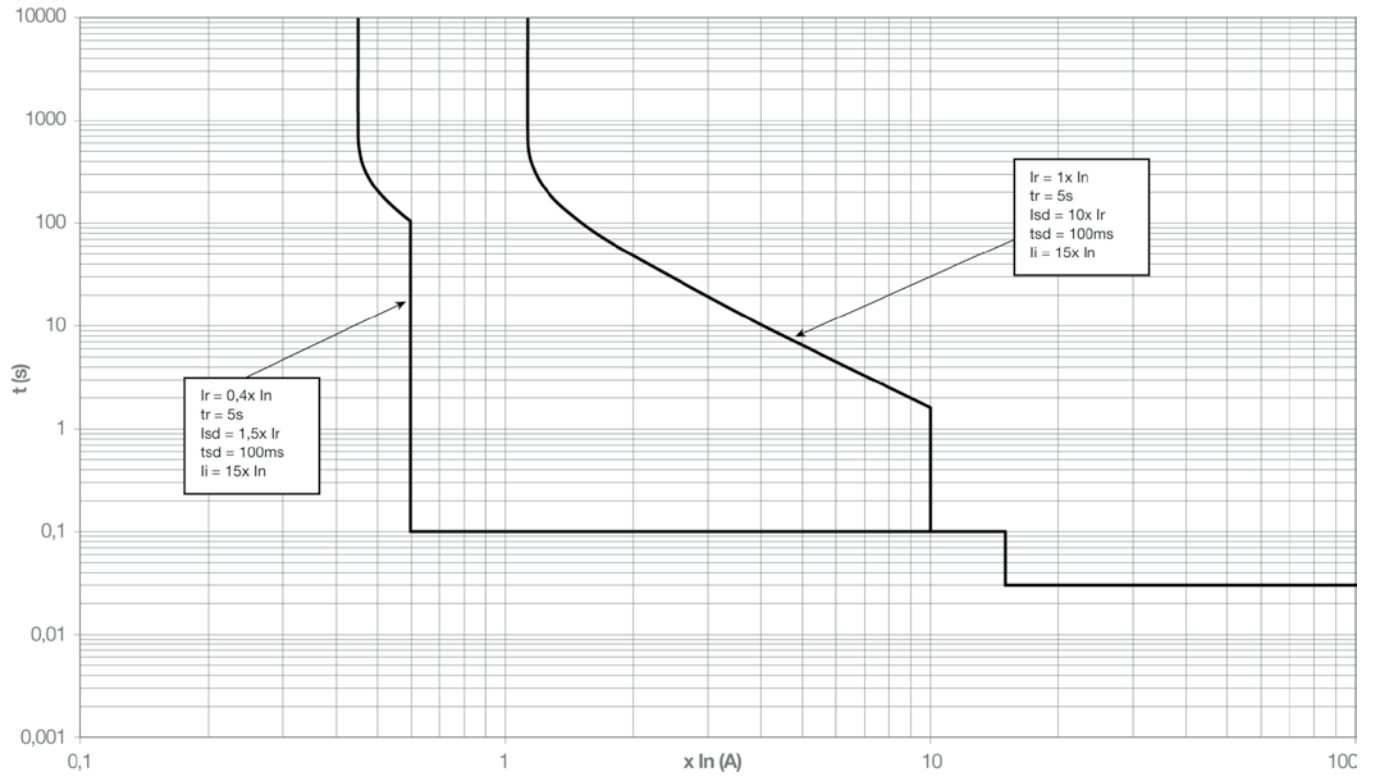 10000
1000
100
10
1
0,1
0,01
0,001
t (s)
0,1
1
10
100
x In (A)
Ir = 0,4x In
tr = 5s
Isd = 1,5x Ir
tsd = 100ms
Ii = 15x In
Ir = 1x In
tr = 5s
Isd = 10x Ir
tsd = 100ms
Ii = 15x In